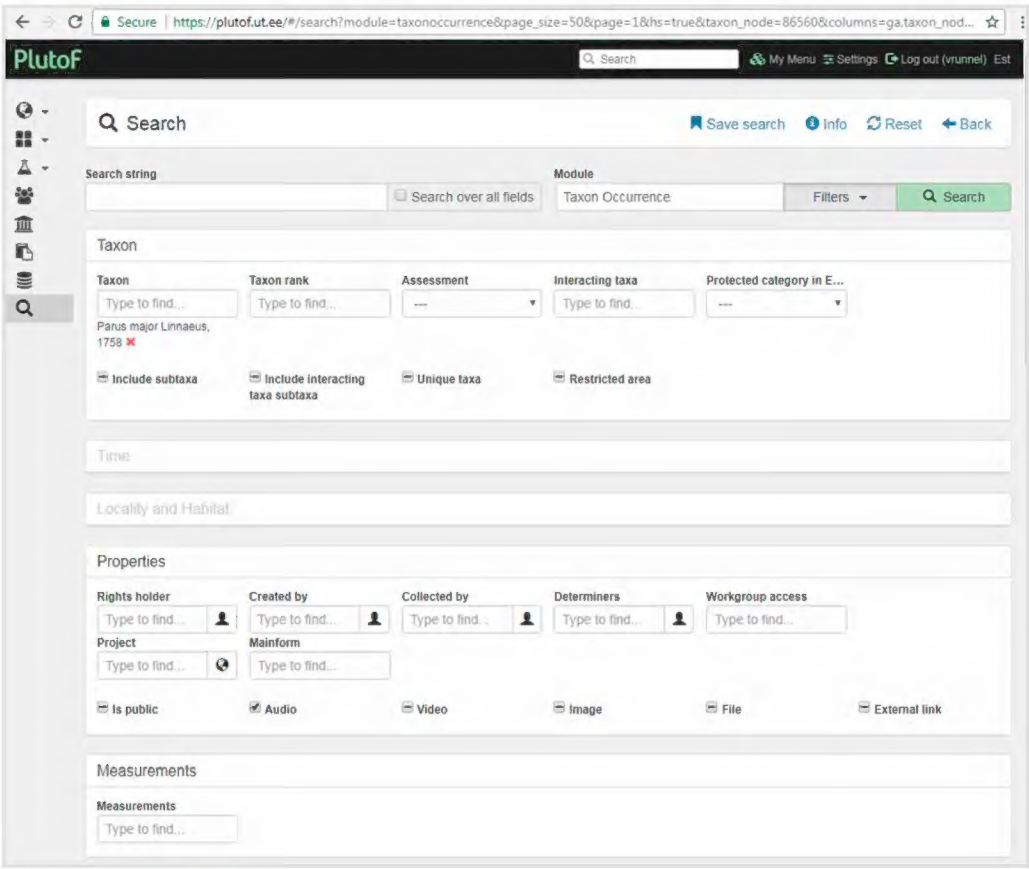 Secure | https://plutof.ut.ee/#/search?module=taxonoccurrence&page_size=50&page=1&hs=true&taxon_node=86560&columns=ga.taxon_nod...
PlutoF Search My Menu Settings Log out (vrunnel) Est
Search Save search Info Reset Back
Search string Module
Search over all fields Taxon Occurrence Filters Search
Taxon
Taxon Taxon rank Assessment Interacting taxa Protected category in E...
Type to find... Type to find... --- Type to find... ---
Parus major Linnaeus,
1758
Include subtaxa Include interacting Unique taxa Restricted area
taxa subtaxa
Time
Locality and Habitat
Properties
Rights holder Created by Collected by Determiners Workgroup access
Type to find... Type to find... Type to find... Type to find... Type to find...
Project Mainform
Type to find... Type to find...
Is public Audio Video Image File External link
Measurements
Measurements
Type to find...